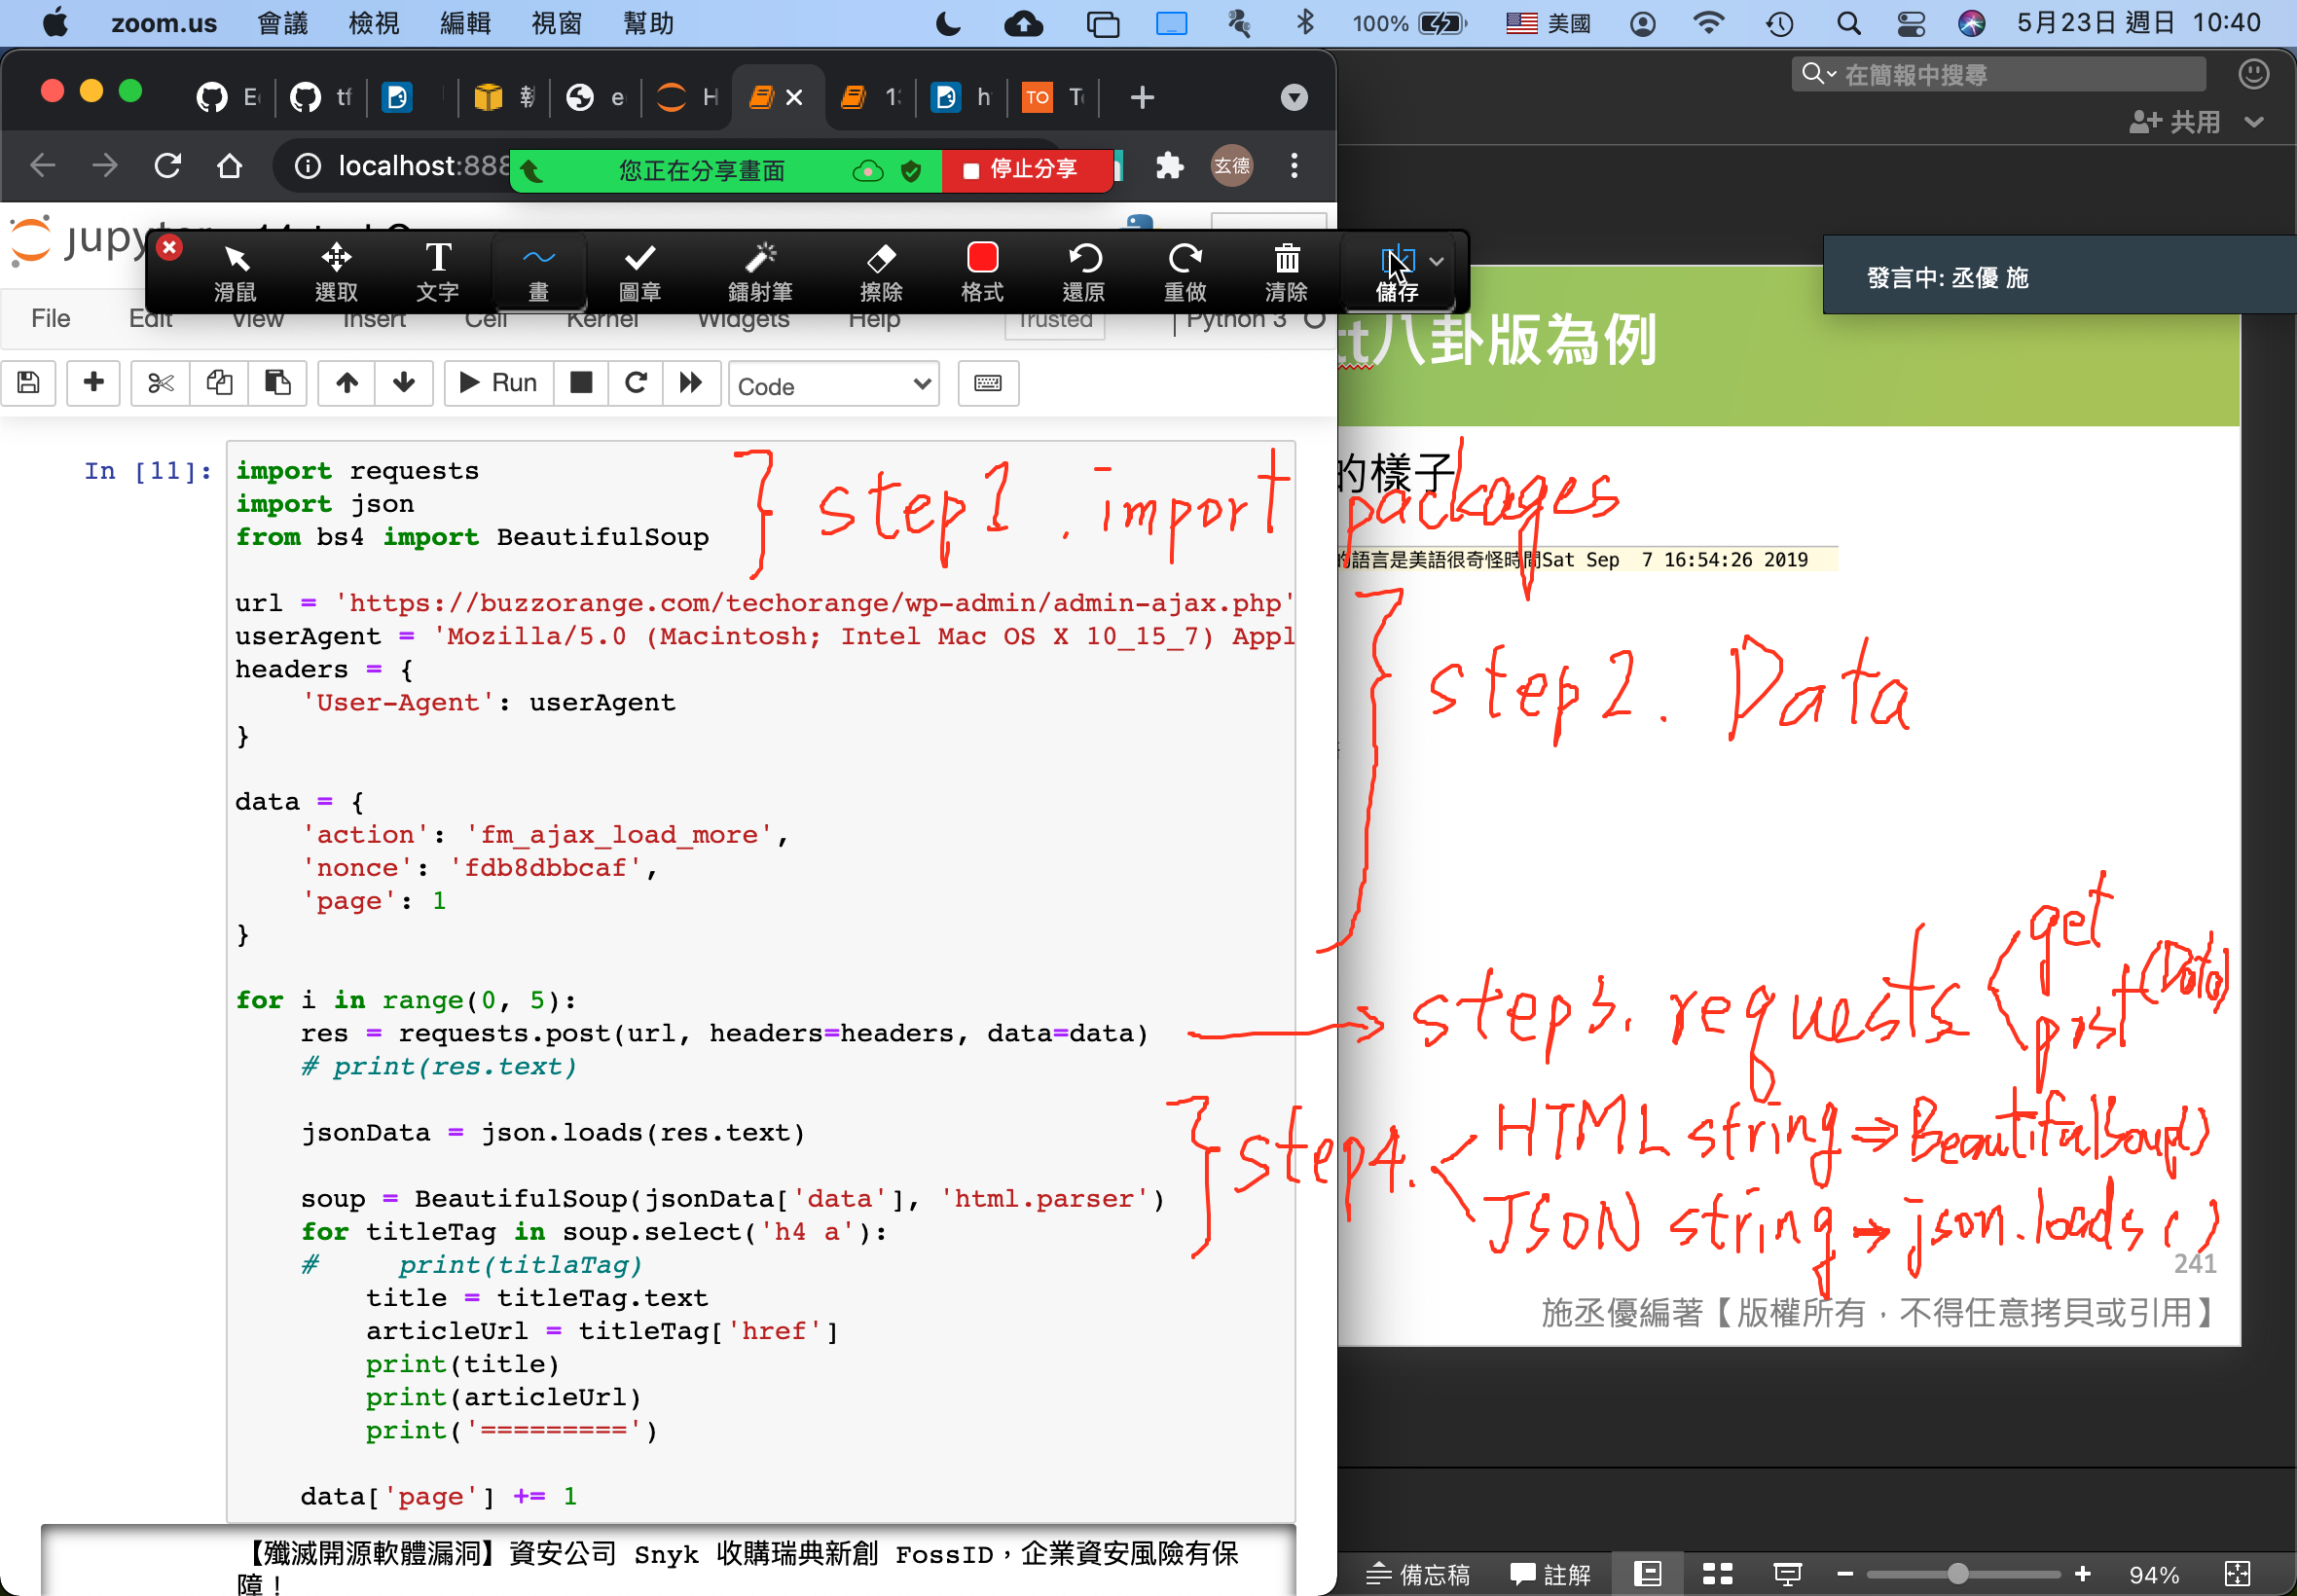 zoom.us 會議 檢視 編輯 視窗 幫助 100% 美國 5月23日 週日 10:40
在簡報中搜尋
共用
localhost:888
您正在分享畫面 停止分享
玄德
滑鼠 選取 文字 畫 圖章 鐳射筆 擦除 格式 還原 重做 清除 儲存
發言中: 丞優 施
File Edit View Insert Cell Kernel Widgets Help Trusted Python 3
tt八卦版為例
Run Code
In [11]:
import requests
import json
from bs4 import BeautifulSoup
step1. import packages
的樣子
的語言是美語很奇怪時間Sat Sep 7 16:54:26 2019
url = 'https://buzzorange.com/techorange/wp-admin/admin-ajax.php'
userAgent = 'Mozilla/5.0 (Macintosh; Intel Mac OS X 10_15_7) Appl
headers = {
'User-Agent': userAgent
}
step2. Data
data = {
'action': 'fm_ajax_load_more',
'nonce': 'fdb8dbbcaf',
'page': 1
}
for i in range(0, 5):
res = requests.post(url, headers=headers, data=data)
# print(res.text)
step3. requests
get
post(Data)
jsonData = json.loads(res.text)
soup = BeautifulSoup(jsonData['data'], 'html.parser')
for titleTag in soup.select('h4 a'):
# print(titlaTag)
title = titleTag.text
articleUrl = titleTag['href']
print(title)
print(articleUrl)
print('=========')
data['page'] += 1
step4.
HTML string ⇒ BeautifulSoup()
JSON string ⇒ json.loads()
241
施丞優編著【版權所有，不得任意拷貝或引用】
【殲滅開源軟體漏洞】資安公司 Snyk 收購瑞典新創 FossID，企業資安風險有保
障！
備忘稿 註解 94%